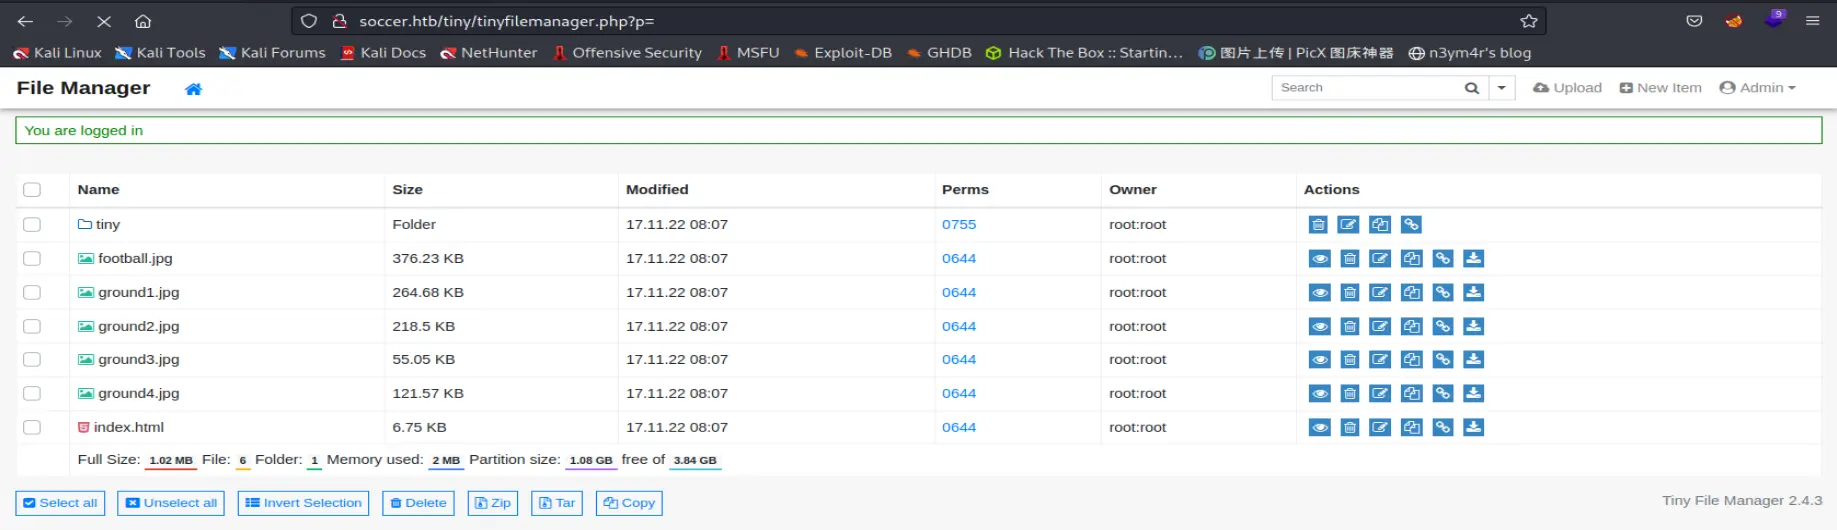 soccer.htb/tiny/tinyfilemanager.php?p=
9
Kali Linux Kali Tools Kali Forums Kali Docs NetHunter Offensive Security MSFU Exploit-DB GHDB Hack The Box :: Startin... 图片上传 | PicX 图床神器 n3ym4r's blog
File Manager Search Upload New Item Admin
You are logged in
Name Size Modified Perms Owner Actions
tiny Folder 17.11.22 08:07 0755 root:root
football.jpg 376.23 KB 17.11.22 08:07 0644 root:root
ground1.jpg 264.68 KB 17.11.22 08:07 0644 root:root
ground2.jpg 218.5 KB 17.11.22 08:07 0644 root:root
ground3.jpg 55.05 KB 17.11.22 08:07 0644 root:root
ground4.jpg 121.57 KB 17.11.22 08:07 0644 root:root
index.html 6.75 KB 17.11.22 08:07 0644 root:root
Full Size: 1.02 MB File: 6 Folder: 1 Memory used: 2 MB Partition size: 1.08 GB free of 3.84 GB
Select all Unselect all Invert Selection Delete Zip Tar Copy Tiny File Manager 2.4.3